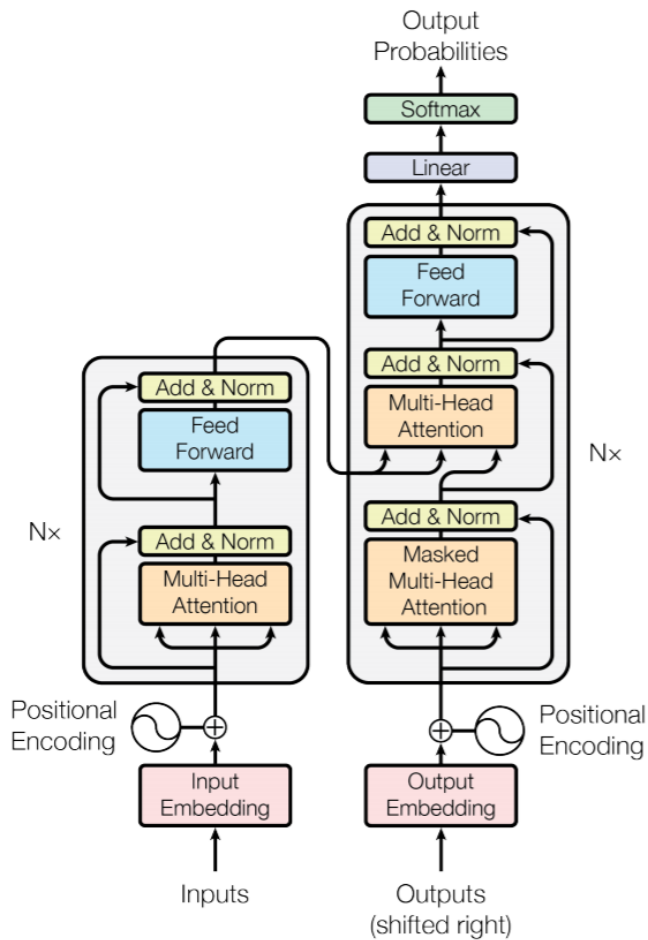 Output
Probabilities
Softmax
Linear
Add & Norm
Feed
Forward
Add & Norm
Multi-Head
Attention
Add & Norm
Masked
Multi-Head
Attention
Nx
Add & Norm
Feed
Forward
Add & Norm
Multi-Head
Attention
Nx
Positional
Encoding
Positional
Encoding
Input
Embedding
Output
Embedding
Inputs
Outputs
(shifted right)